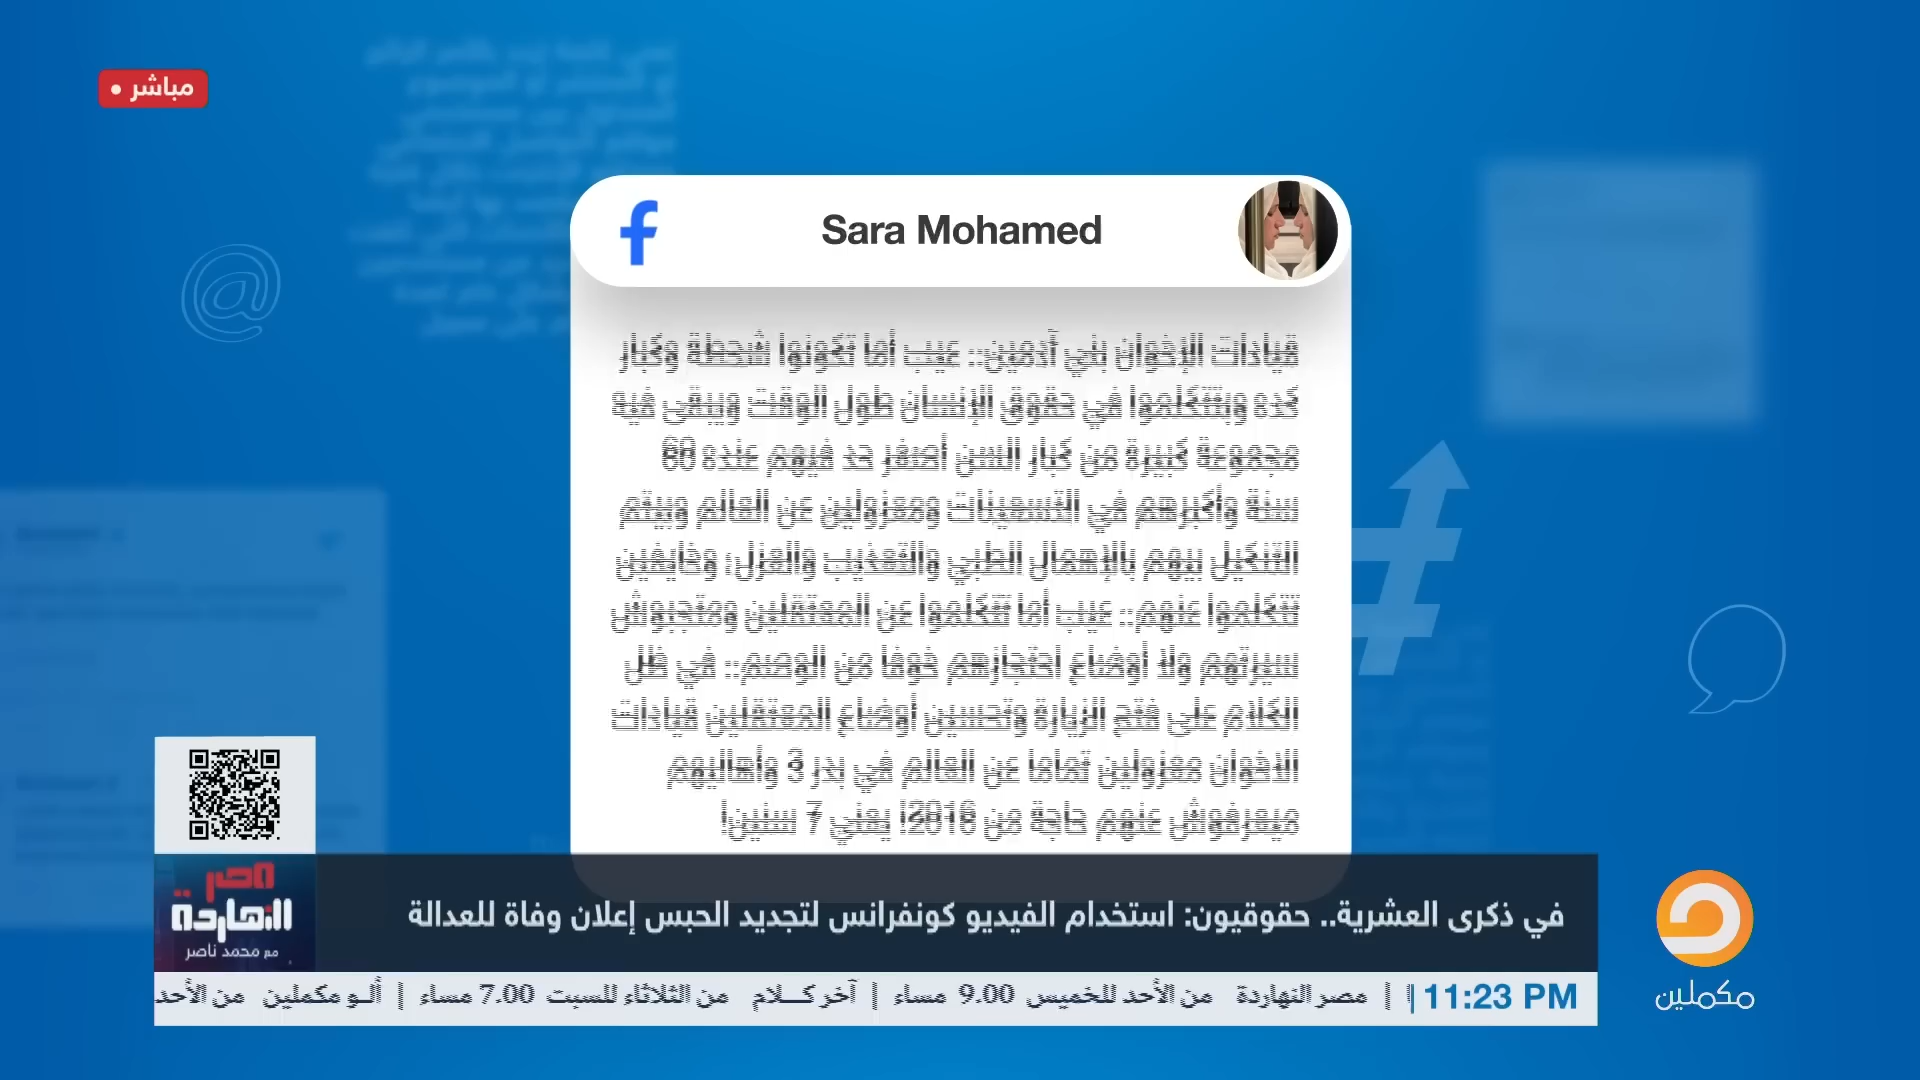 مباشر
Sara Mohamed
قيادات الإخوان بني آدمين.. عيب أما تكونوا شحطة وكبار
كده وبتتكلموا في حقوق الإنسان طول الوقت ويبقى فيه
مجموعة كبيرة من كبار السن أصغر حد فيهم عنده 60
سنة وأكبرهم في التسعينات ومعزولين عن العالم وبيتم
التنكيل بيهم بالإهمال الطبي والتعذيب والعزل؛ وخايفين
تتكلموا عنهم.. عيب أما تتكلموا عن المعتقلين ومتجبوش
سيرتهم ولا أوضاع احتجازهم خوفا من الوصم.. في ظل
الكلام على فتح الزيارة وتحسين أوضاع المعتقلين قيادات
الاخوان معزولين تماما عن العالم في بدر 3 وأهاليهم
ميعرفوش عنهم حاجة من 2016! يعني 7 سنين!
مصر
النهاردة
مع محمد ناصر
في ذكرى العشرية.. حقوقيون: استخدام الفيديو كونفرانس لتجديد الحبس إعلان وفاة للعدالة
11:23 PM | مصر النهاردة من الأحد للخميس 9.00 مساء | آخر كــلام من الثلاثاء للسبت 7.00 مساء | ألــو مكملين من الأحد
مكملين